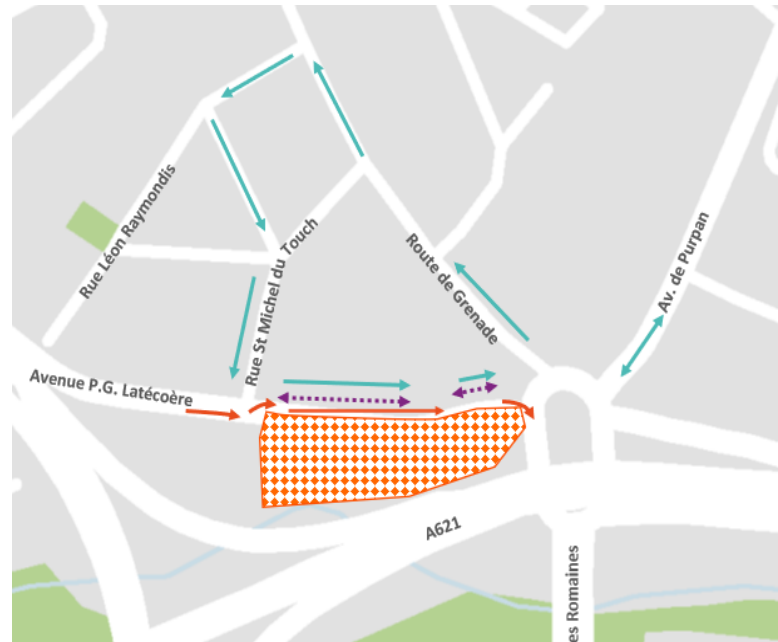 Rue Léon Raymondis
Rue St Michel du Touch
Route de Grenade
Av. de Purpan
Avenue P.G. Latécoère
A621
es Romaines